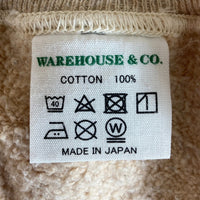 WAREHOUSE & CO.
COTTON 100%
40
W
MADE IN JAPAN